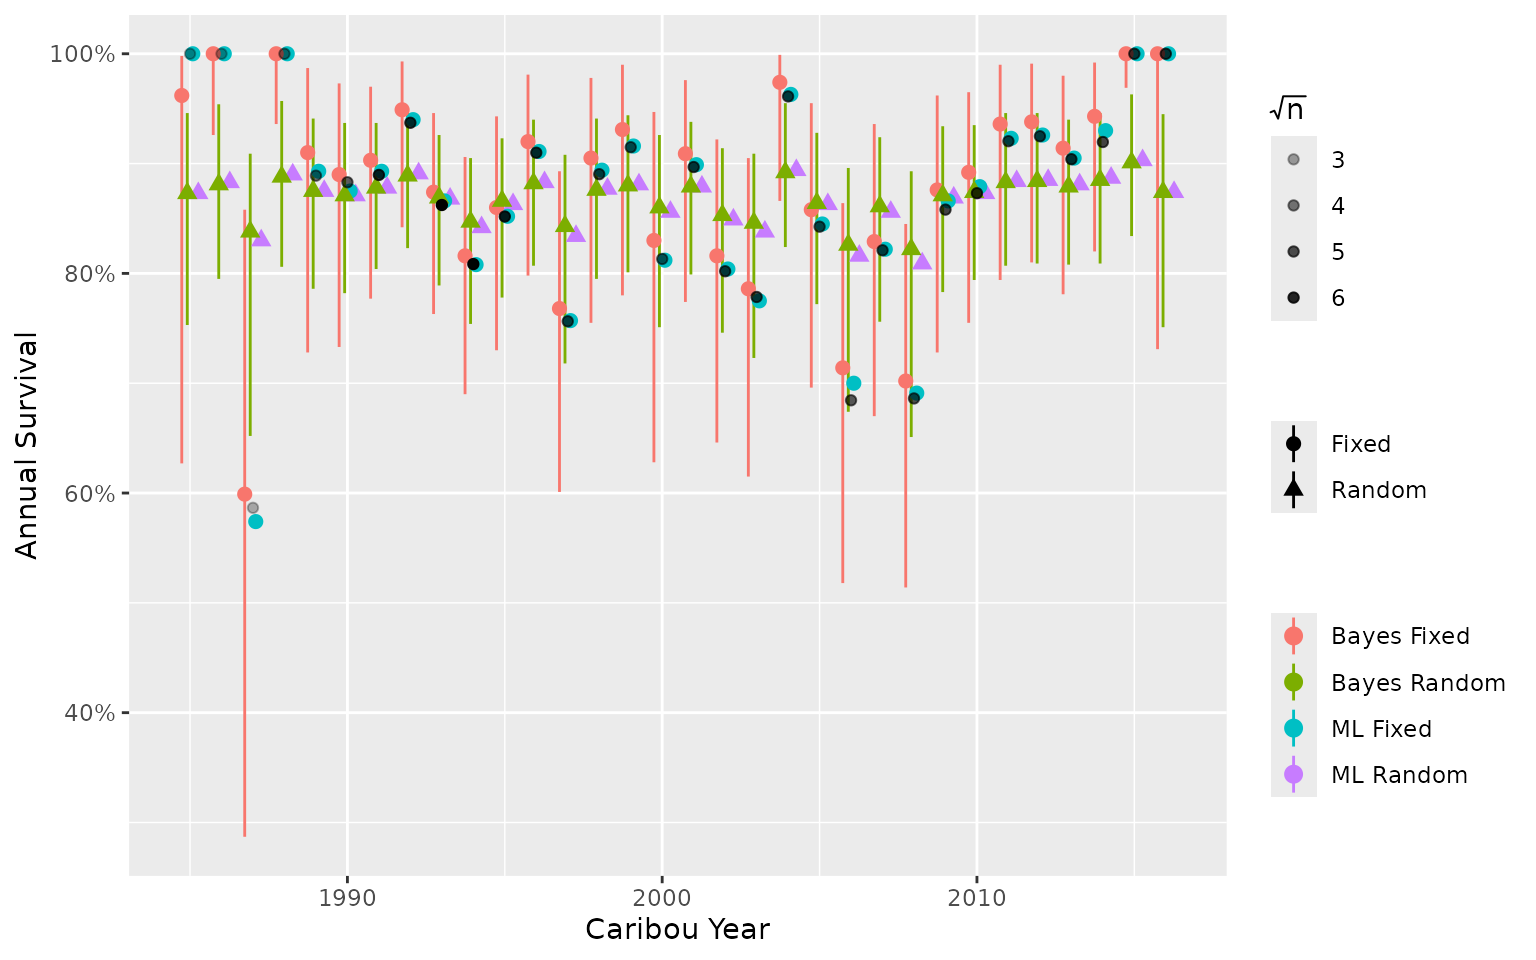 100%
80%
60%
40%
Annual Survival
1990
2000
2010
Caribou Year
√n
3
4
5
6
Fixed
Random
Bayes Fixed
Bayes Random
ML Fixed
ML Random